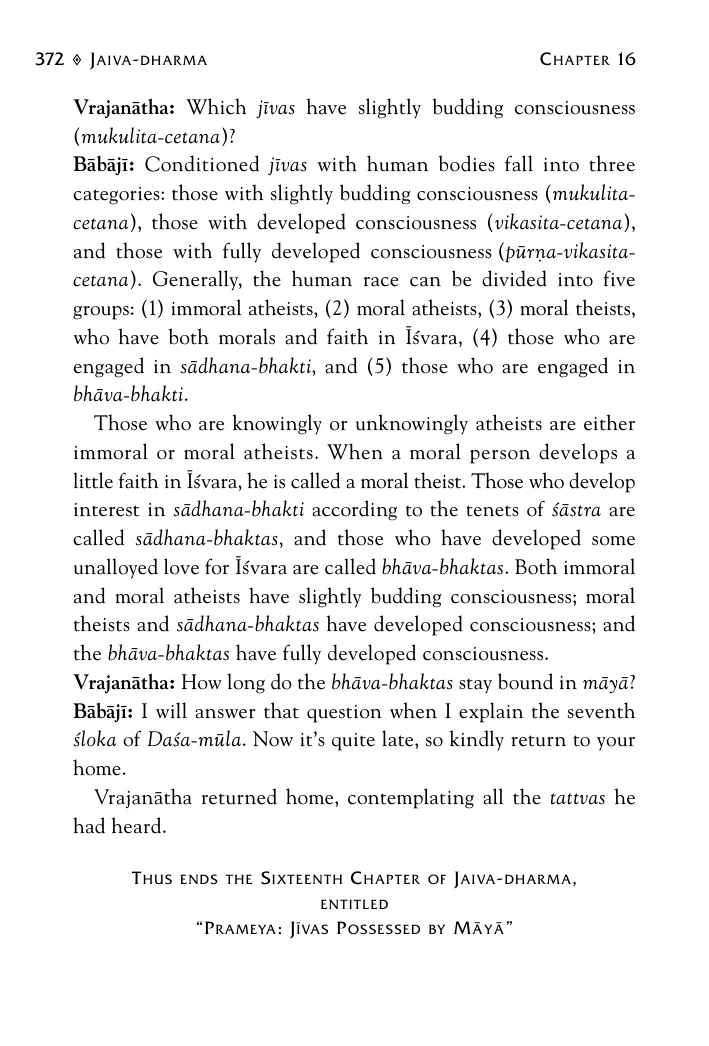 372 ◈ Jaiva-dharma Chapter 16
Vrajanātha: Which jīvas have slightly budding consciousness
(mukulita-cetana)?
Bābājī: Conditioned jīvas with human bodies fall into three
categories: those with slightly budding consciousness (mukulita-
cetana), those with developed consciousness (vikasita-cetana),
and those with fully developed consciousness (pūrṇa-vikasita-
cetana). Generally, the human race can be divided into five
groups: (1) immoral atheists, (2) moral atheists, (3) moral theists,
who have both morals and faith in Īśvara, (4) those who are
engaged in sādhana-bhakti, and (5) those who are engaged in
bhāva-bhakti.
Those who are knowingly or unknowingly atheists are either
immoral or moral atheists. When a moral person develops a
little faith in Īśvara, he is called a moral theist. Those who develop
interest in sādhana-bhakti according to the tenets of śāstra are
called sādhana-bhaktas, and those who have developed some
unalloyed love for Īśvara are called bhāva-bhaktas. Both immoral
and moral atheists have slightly budding consciousness; moral
theists and sādhana-bhaktas have developed consciousness; and
the bhāva-bhaktas have fully developed consciousness.
Vrajanātha: How long do the bhāva-bhaktas stay bound in māyā?
Bābājī: I will answer that question when I explain the seventh
śloka of Daśa-mūla. Now it's quite late, so kindly return to your
home.
Vrajanātha returned home, contemplating all the tattvas he
had heard.
Thus ends the Sixteenth Chapter of Jaiva-dharma,
entitled
“Prameya: Jīvas Possessed by Māyā”